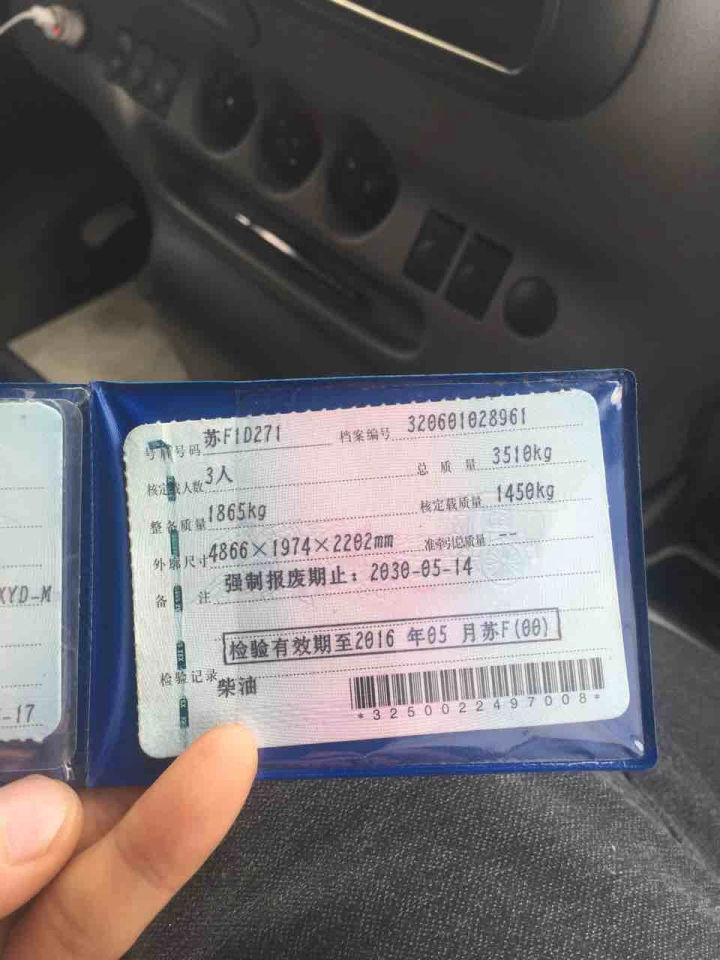 号牌号码 苏F1D271 档案编号 320601028961
核定载人数 3人 总质量 3510kg
整备质量 1865kg 核定载质量 1450kg
外廓尺寸 4866×1974×2202mm 准牵引总质量 --
备注 强制报废期止：2030-05-14
检验有效期至2016 年05 月苏F(00)
检验记录
柴油
*3250022497008*
XYD-M
-17